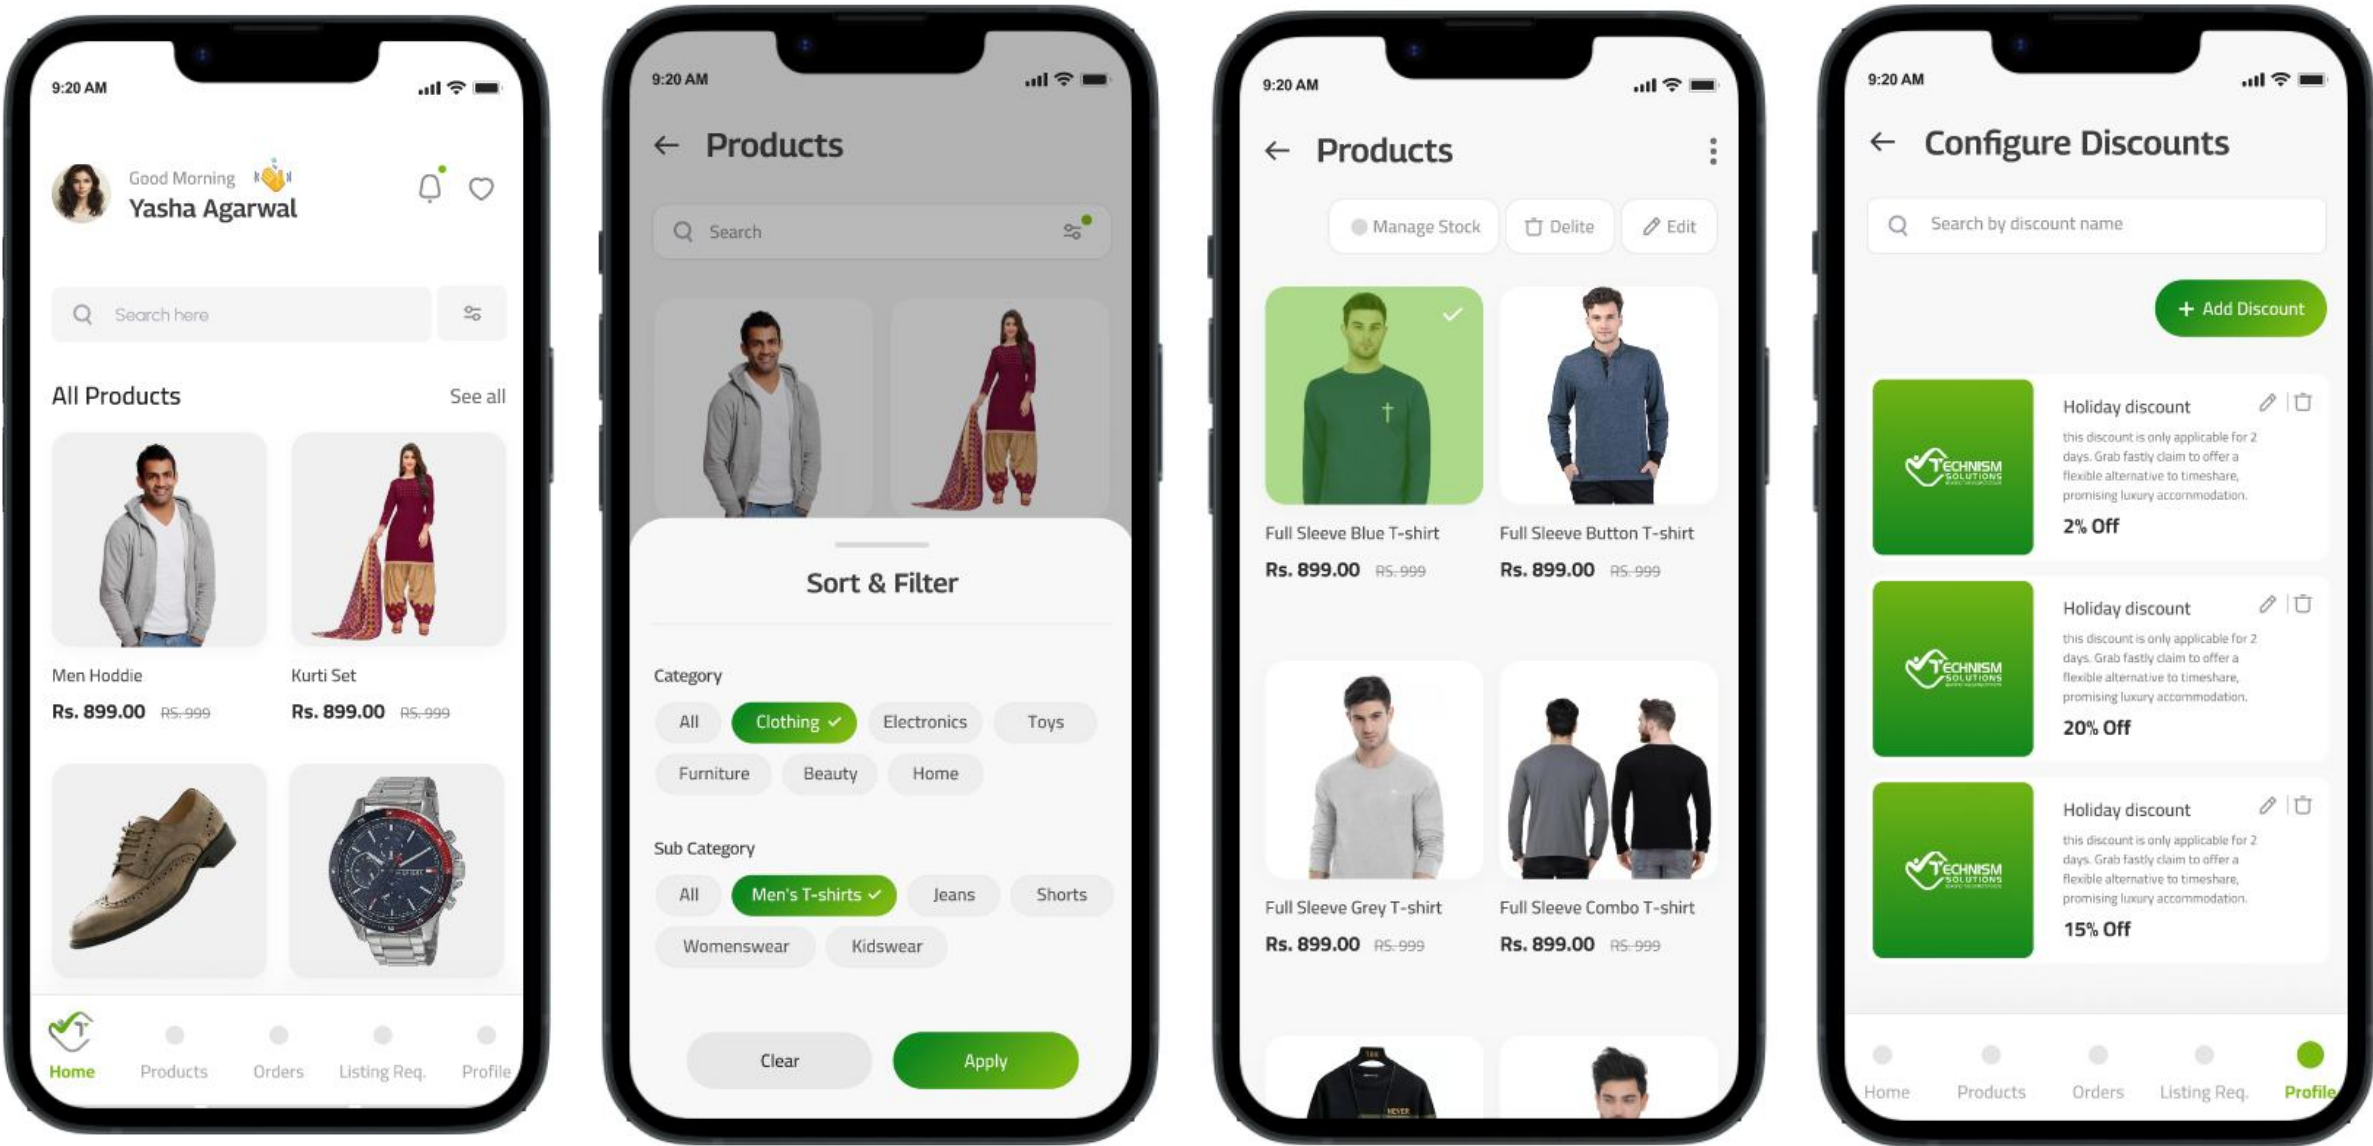 9:20 AM
Good Morning
Yasha Agarwal
Search here
All Products
See all
Men Hoddie
Kurti Set
Rs. 899.00 RS. 999
Rs. 899.00 RS. 999
Home
Products
Orders
Listing Req.
Profile
9:20 AM
Products
Search
Sort & Filter
Category
All
Clothing
Electronics
Toys
Furniture
Beauty
Home
Sub Category
All
Men's T-shirts
Jeans
Shorts
Womenswear
Kidswear
Clear
Apply
9:20 AM
Products
Manage Stock
Delite
Edit
Full Sleeve Blue T-shirt
Full Sleeve Button T-shirt
Rs. 899.00 RS. 999
Rs. 899.00 RS. 999
Full Sleeve Grey T-shirt
Full Sleeve Combo T-shirt
Rs. 899.00 RS. 999
Rs. 899.00 RS. 999
NEVER
9:20 AM
Configure Discounts
Search by discount name
+ Add Discount
TECHNISM
SOLUTIONS
Holiday discount
this discount is only applicable for 2
days. Grab fastly claim to offer a
flexible alternative to timeshare,
promising luxury accommodation.
2% Off
TECHNISM
SOLUTIONS
Holiday discount
this discount is only applicable for 2
days. Grab fastly claim to offer a
flexible alternative to timeshare,
promising luxury accommodation.
20% Off
TECHNISM
SOLUTIONS
Holiday discount
this discount is only applicable for 2
days. Grab fastly claim to offer a
flexible alternative to timeshare,
promising luxury accommodation.
15% Off
Home
Products
Orders
Listing Req.
Profile